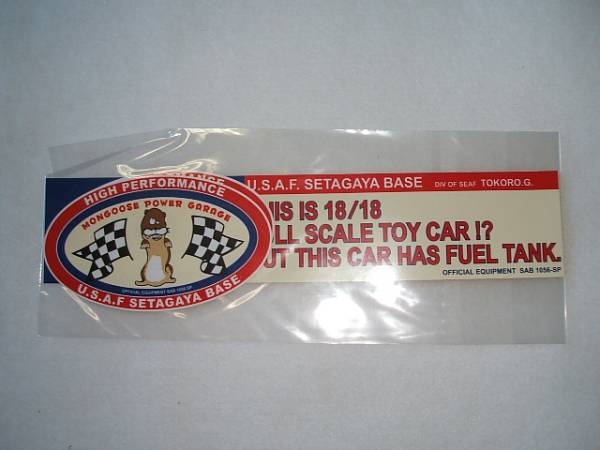 HIGH PERFORMANCE
MONGOOSE POWER GARAGE
OFFICIAL EQUIPMENT SAB 1056-SP
U.S.A.F SETAGAYA BASE
U.S.A.F. SETAGAYA BASE DIV OF SEAF TOKORO.G.
HIS IS 18/18
LL SCALE TOY CAR !?
UT THIS CAR HAS FUEL TANK.
OFFICIAL EQUIPMENT SAB 1056-SP